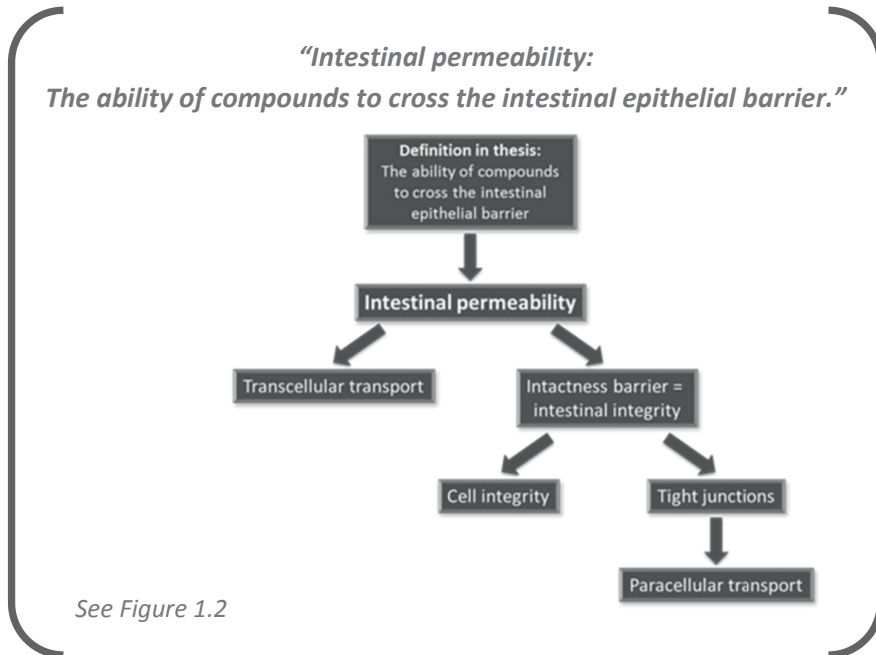 “Intestinal permeability:
The ability of compounds to cross the intestinal epithelial barrier.”
Definition in thesis:
The ability of compounds
to cross the intestinal
epithelial barrier
Intestinal permeability
Transcellular transport
Intactness barrier =
intestinal integrity
Cell integrity
Tight junctions
Paracellular transport
See Figure 1.2